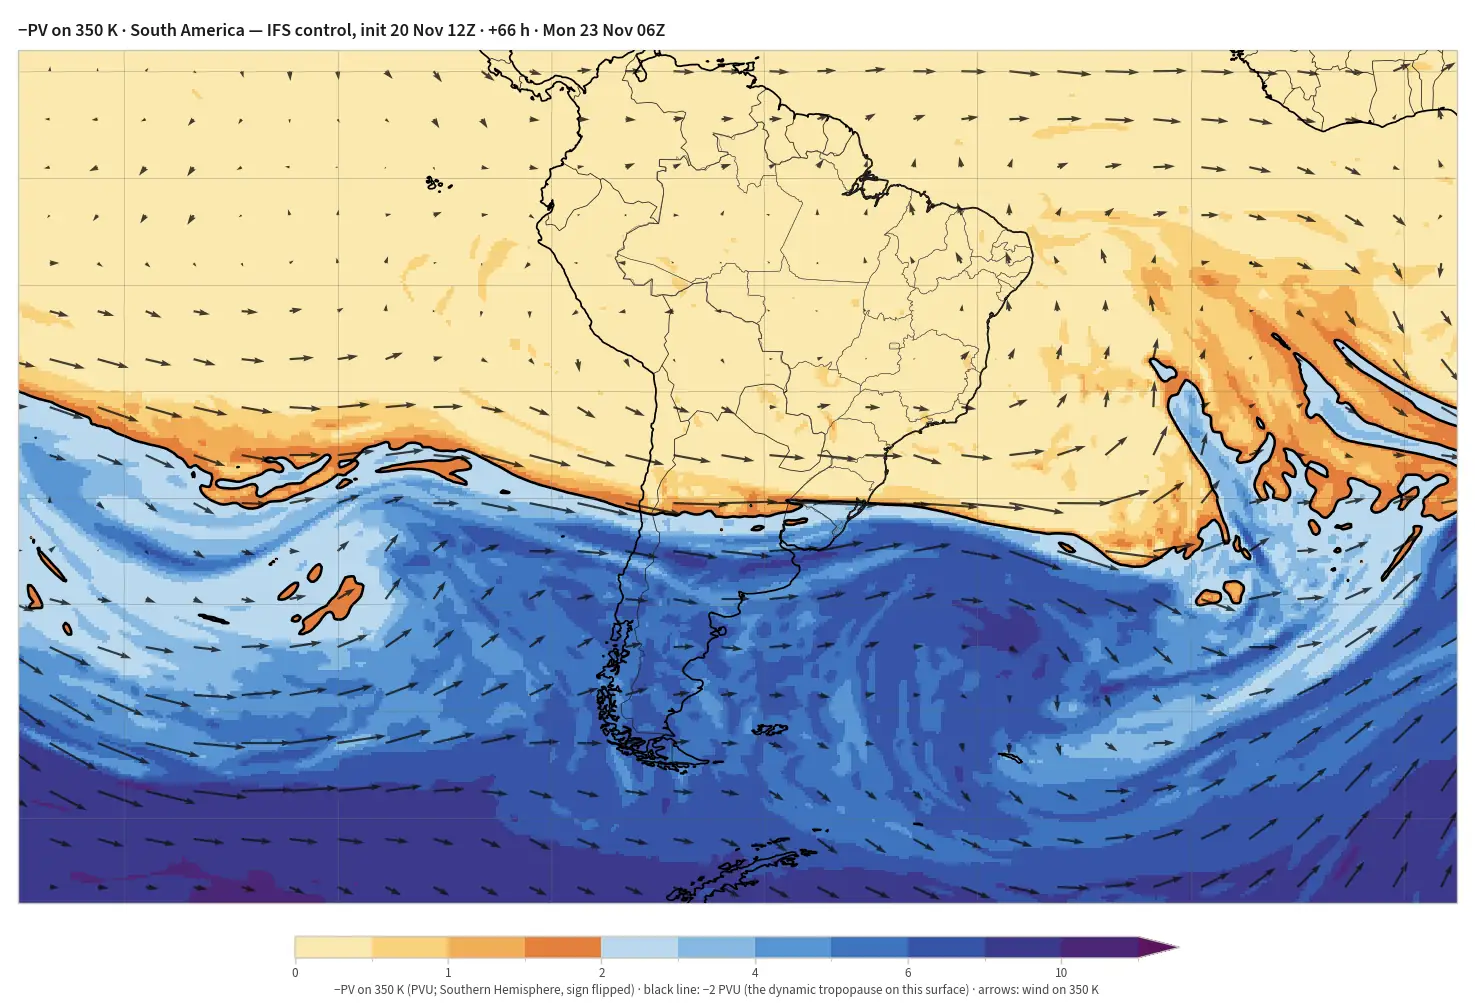 −PV on 350 K · South America — IFS control, init 20 Nov 12Z · +66 h · Mon 23 Nov 06Z
0 1 2 4 6 10
−PV on 350 K (PVU; Southern Hemisphere, sign flipped) · black line: −2 PVU (the dynamic tropopause on this surface) · arrows: wind on 350 K